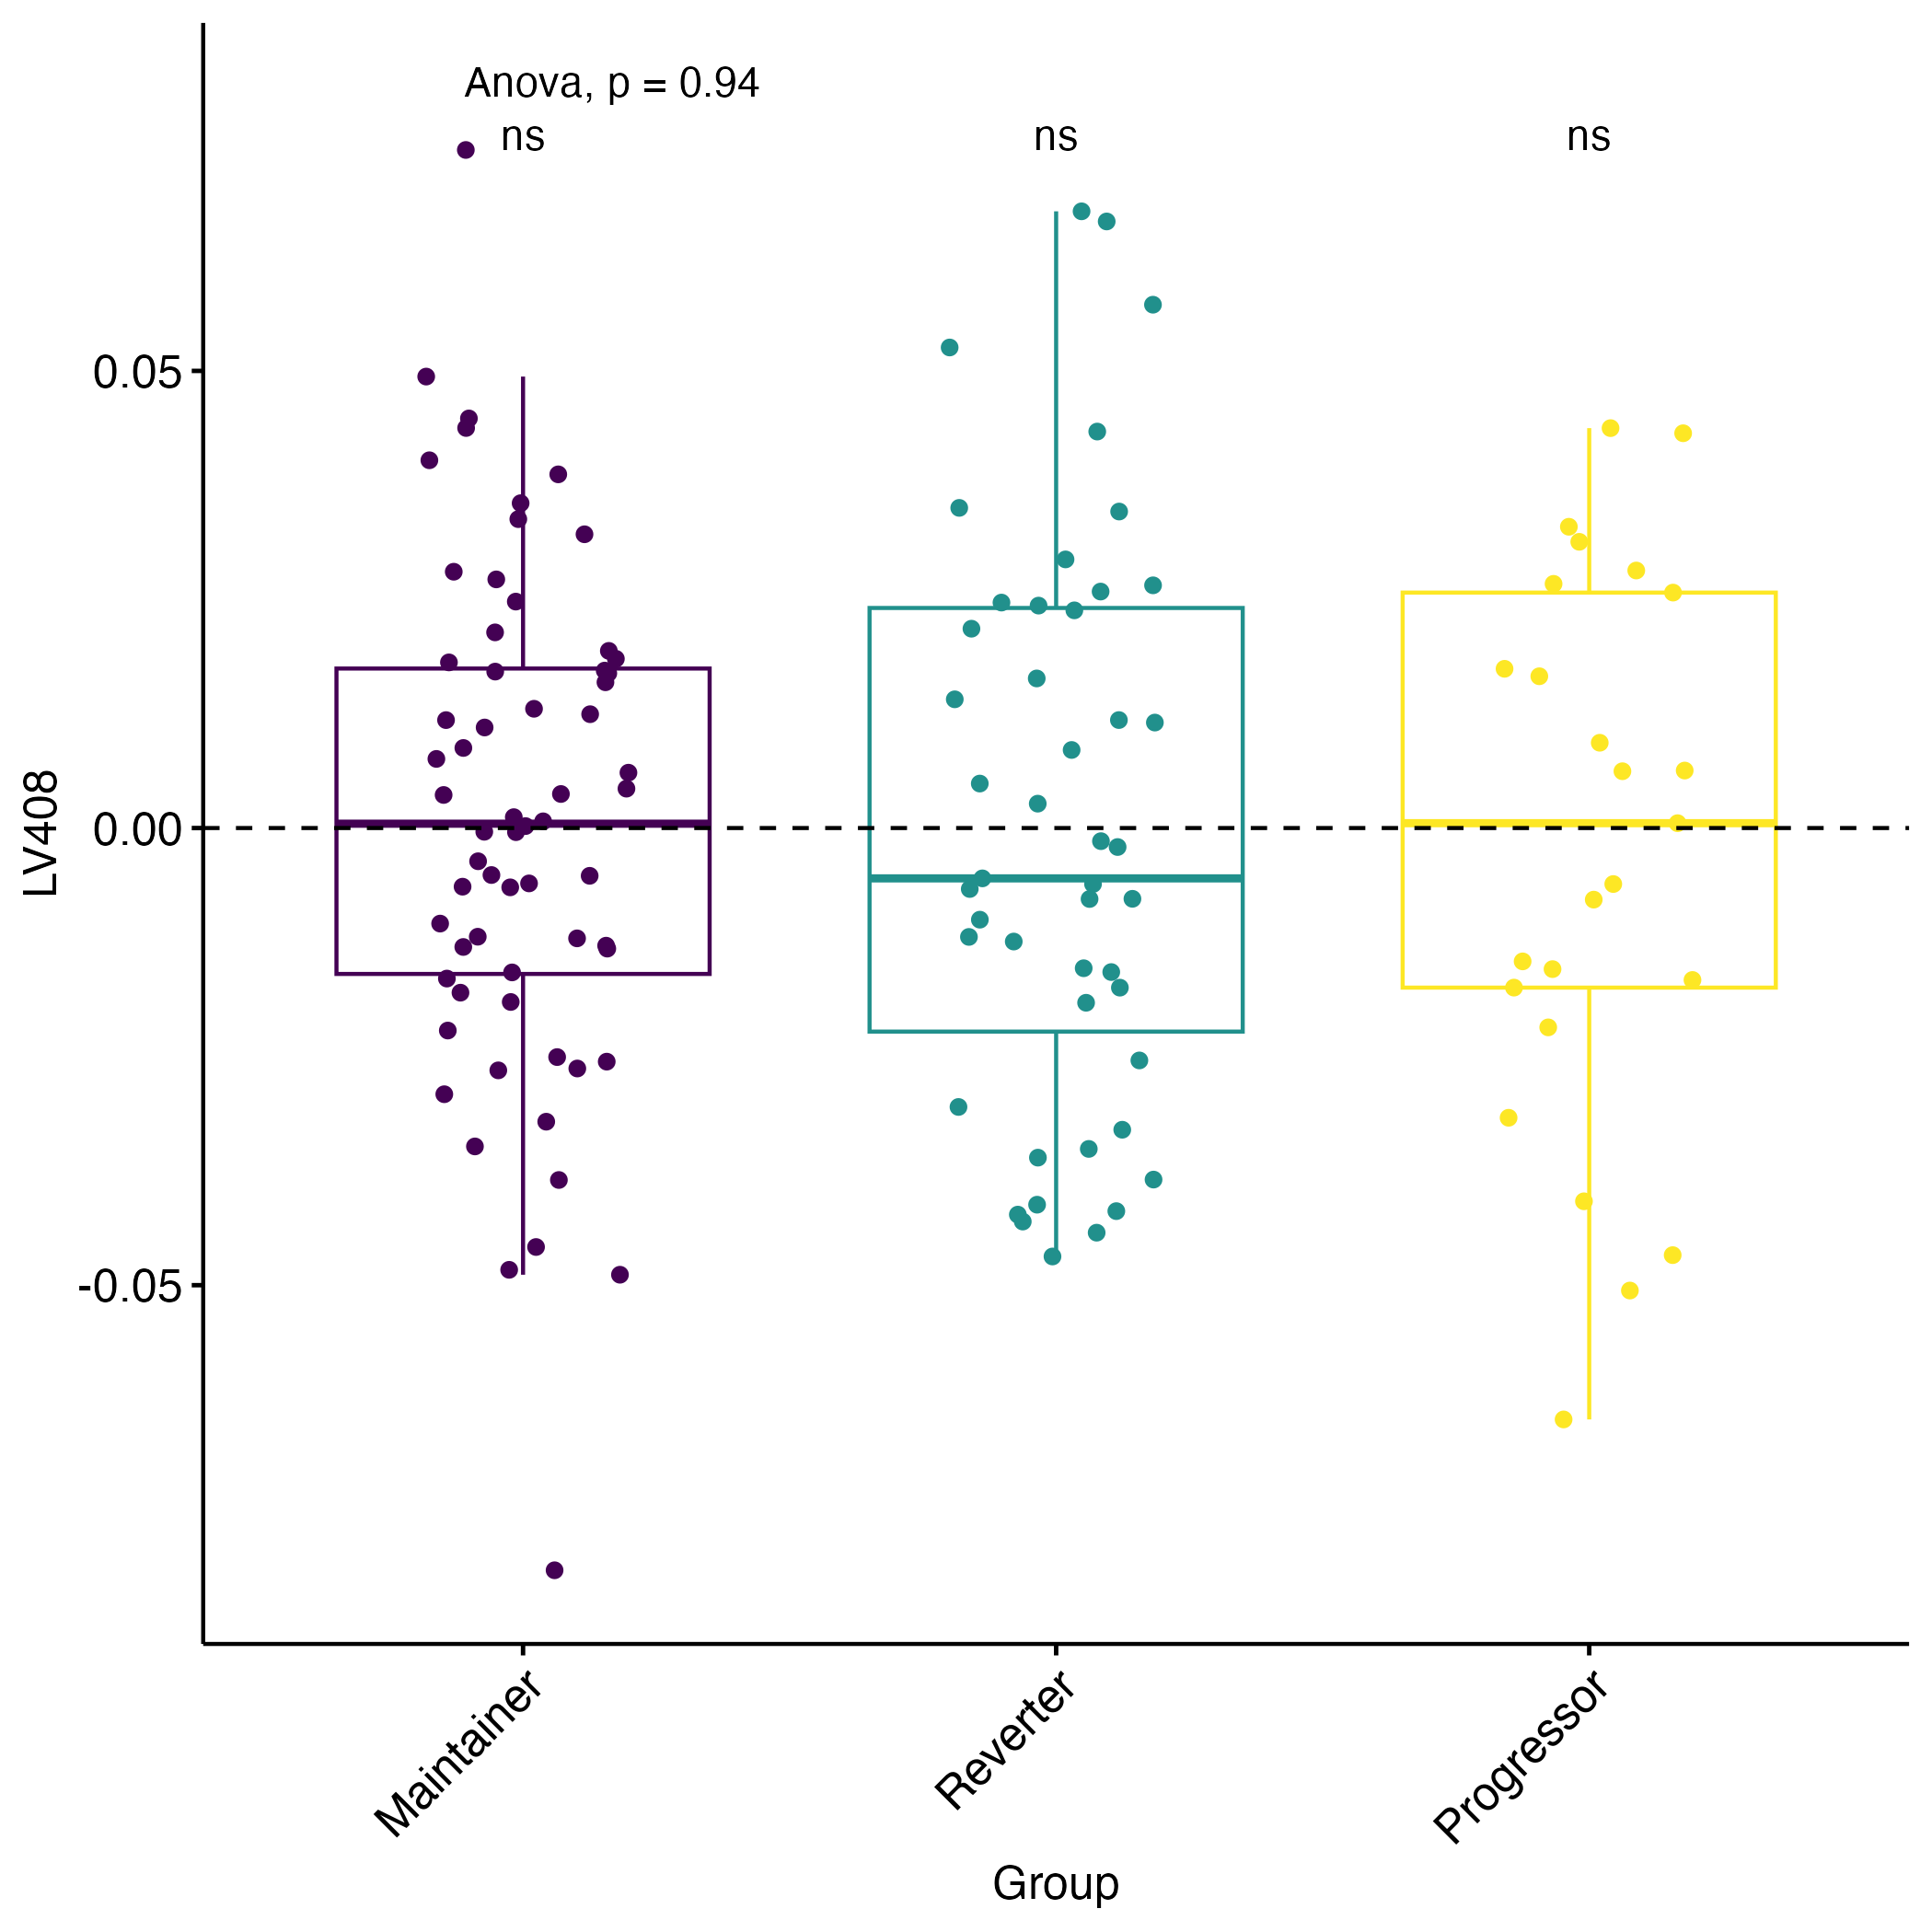 Anova, p = 0.94
ns ns ns
0.05
0.00
-0.05
LV408
Maintainer Reverter Progressor
Group